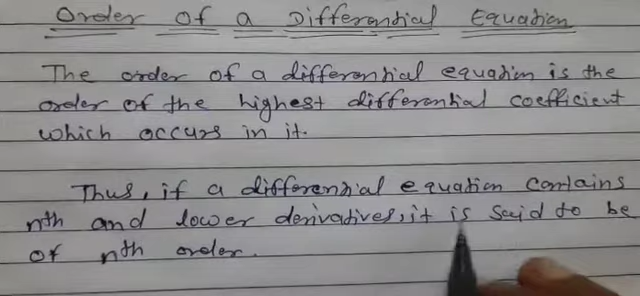 Order Of a Differential Equation
The order of a differential equation is the
order of the highest differential coefficient
which occurs in it.
Thus, if a differential equation contains
nth and lower derivatives, it is said to be
of nth order.